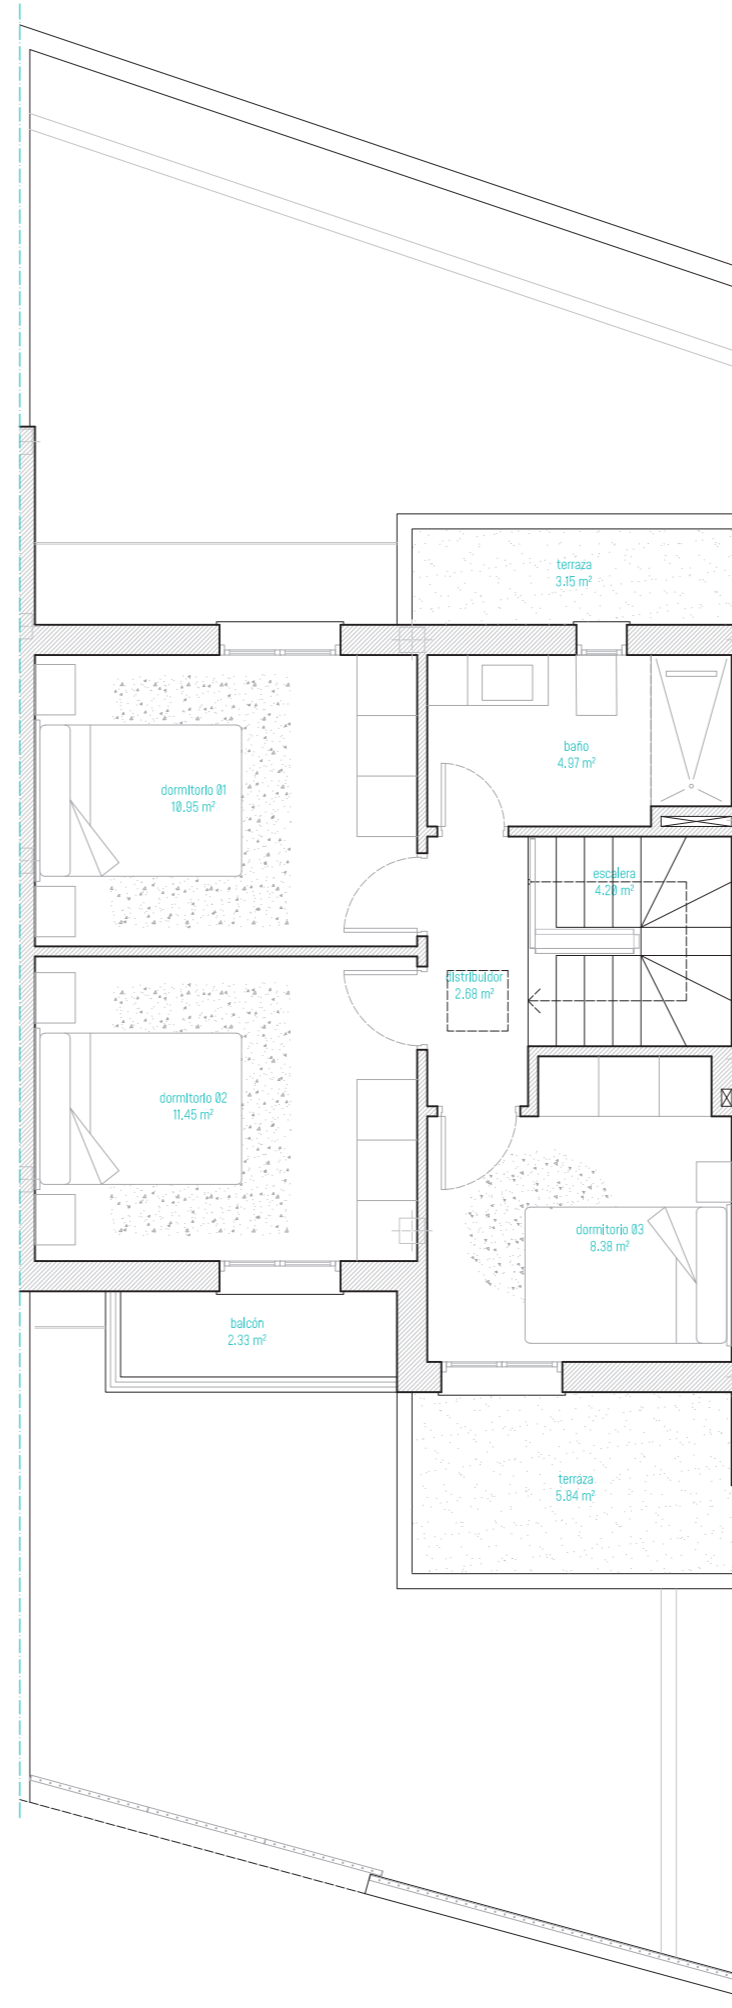 terraza
3.15 m²
baño
4.97 m²
dormitorio 01
10.95 m²
escalera
4.20 m²
distribuidor
2.68 m²
dormitorio 02
11.45 m²
dormitorio 03
8.38 m²
balcón
2.33 m²
terraza
5.84 m²